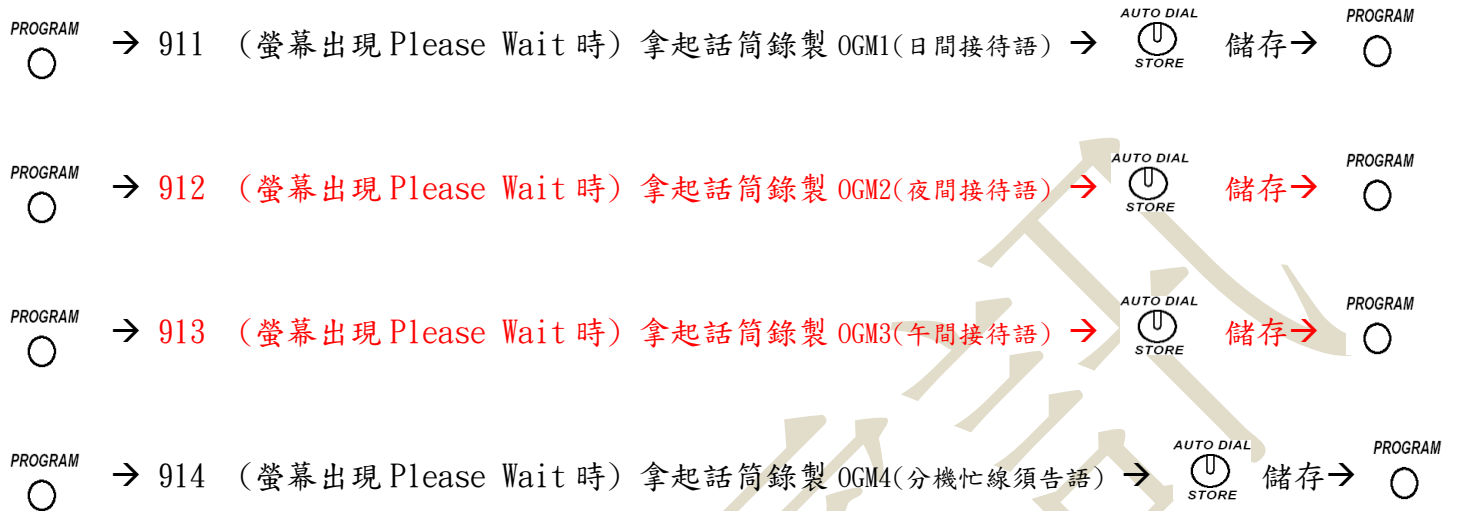 PROGRAM → 911 (螢幕出現 Please Wait 時) 拿起話筒錄製 OGM1(日間接待語) → AUTO DIAL STORE 儲存→ PROGRAM
PROGRAM → 912 (螢幕出現 Please Wait 時) 拿起話筒錄製 OGM2(夜間接待語) → AUTO DIAL STORE 儲存→ PROGRAM
PROGRAM → 913 (螢幕出現 Please Wait 時) 拿起話筒錄製 OGM3(午間接待語) → AUTO DIAL STORE 儲存→ PROGRAM
PROGRAM → 914 (螢幕出現 Please Wait 時) 拿起話筒錄製 OGM4(分機忙線須告語) → AUTO DIAL STORE 儲存→ PROGRAM